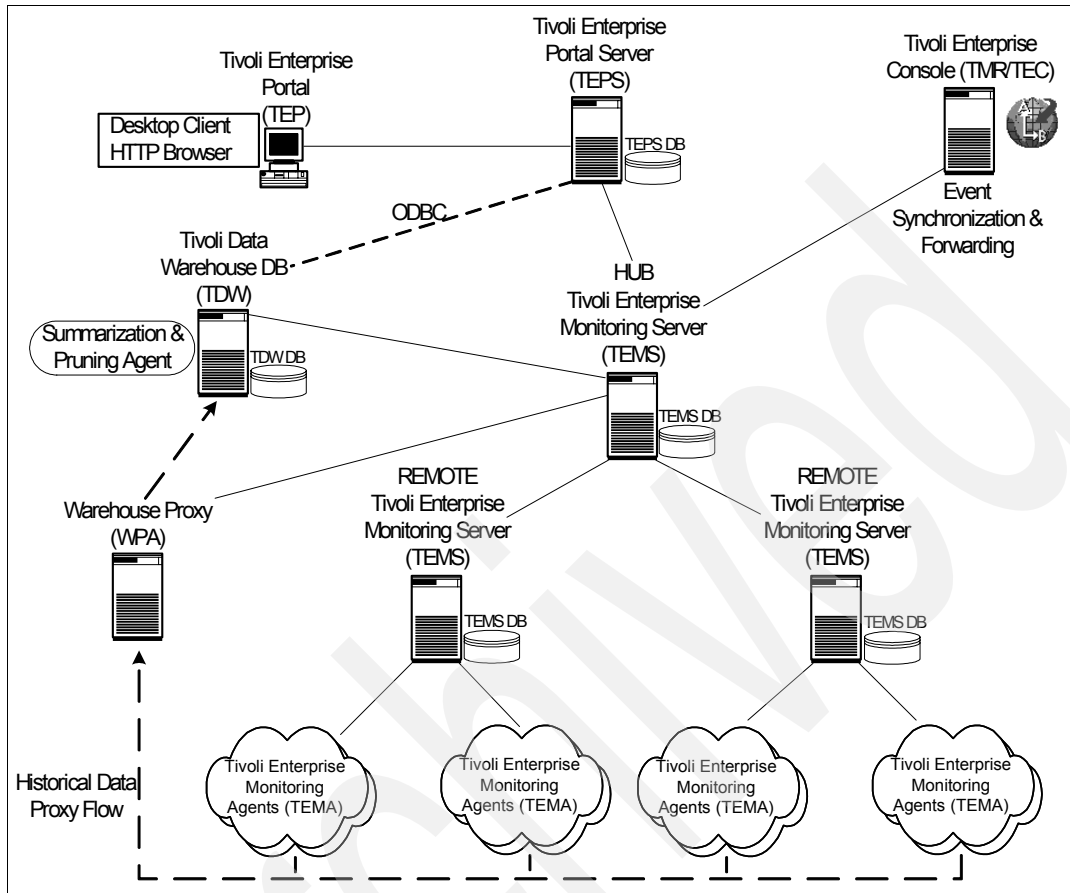 Tivoli Enterprise
Portal
(TEP)
Desktop Client
HTTP Browser
Tivoli Enterprise
Portal Server
(TEPS)
TEPS DB
Tivoli Enterprise
Console (TMR/TEC)
A
B
Event
Synchronization &
Forwarding
ODBC
Tivoli Data
Warehouse DB
(TDW)
Summarization &
Pruning Agent
TDW DB
HUB
Tivoli Enterprise
Monitoring Server
(TEMS)
TEMS DB
Warehouse Proxy
(WPA)
REMOTE
Tivoli Enterprise
Monitoring Server
(TEMS)
TEMS DB
REMOTE
Tivoli Enterprise
Monitoring Server
(TEMS)
TEMS DB
Historical Data
Proxy Flow
Tivoli Enterprise
Monitoring
Agents (TEMA)
Tivoli Enterprise
Monitoring
Agents (TEMA)
Tivoli Enterprise
Monitoring
Agents (TEMA)
Tivoli Enterprise
Monitoring
Agents (TEMA)